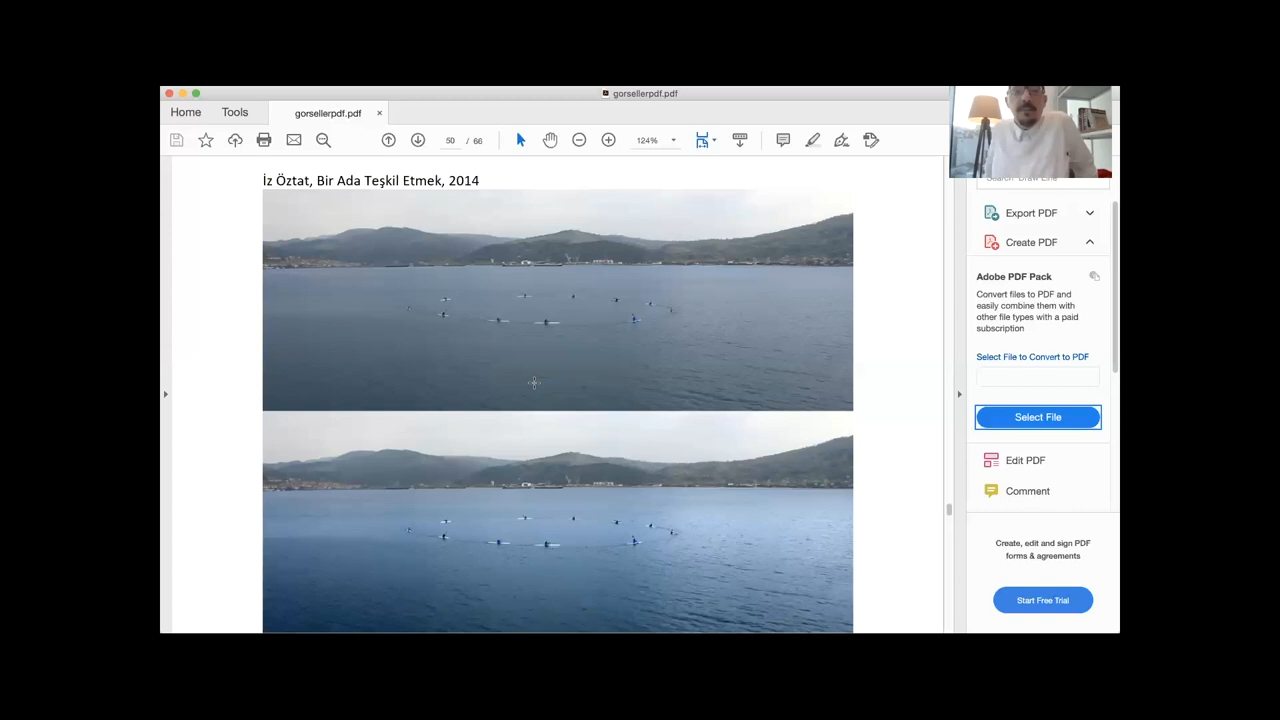 gorsellerpdf.pdf
Home
Tools
gorsellerpdf.pdf
50 / 66
124%
İz Öztat, Bir Ada Teşkil Etmek, 2014
Search 'Draw Line'
Export PDF
Create PDF
Adobe PDF Pack
Convert files to PDF and
easily combine them with
other file types with a paid
subscription
Select File to Convert to PDF
Select File
Edit PDF
Comment
Create, edit and sign PDF
forms & agreements
Start Free Trial